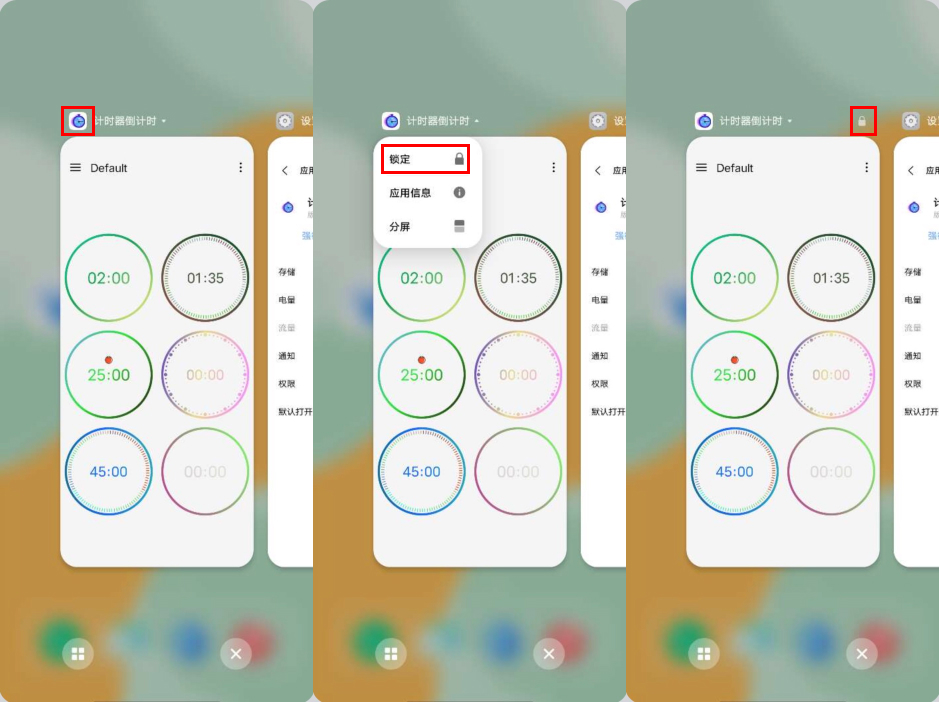 计时器倒计时
设
Default
应用
02:00
01:35
25:00
00:00
45:00
00:00
存储
电量
流量
通知
权限
默认打开
计时器倒计时
设
锁定
应用信息
分屏
应用
02:00
01:35
25:00
00:00
45:00
00:00
存储
电量
流量
通知
权限
默认打开
计时器倒计时
设
Default
应用
02:00
01:35
25:00
00:00
45:00
00:00
存储
电量
流量
通知
权限
默认打开